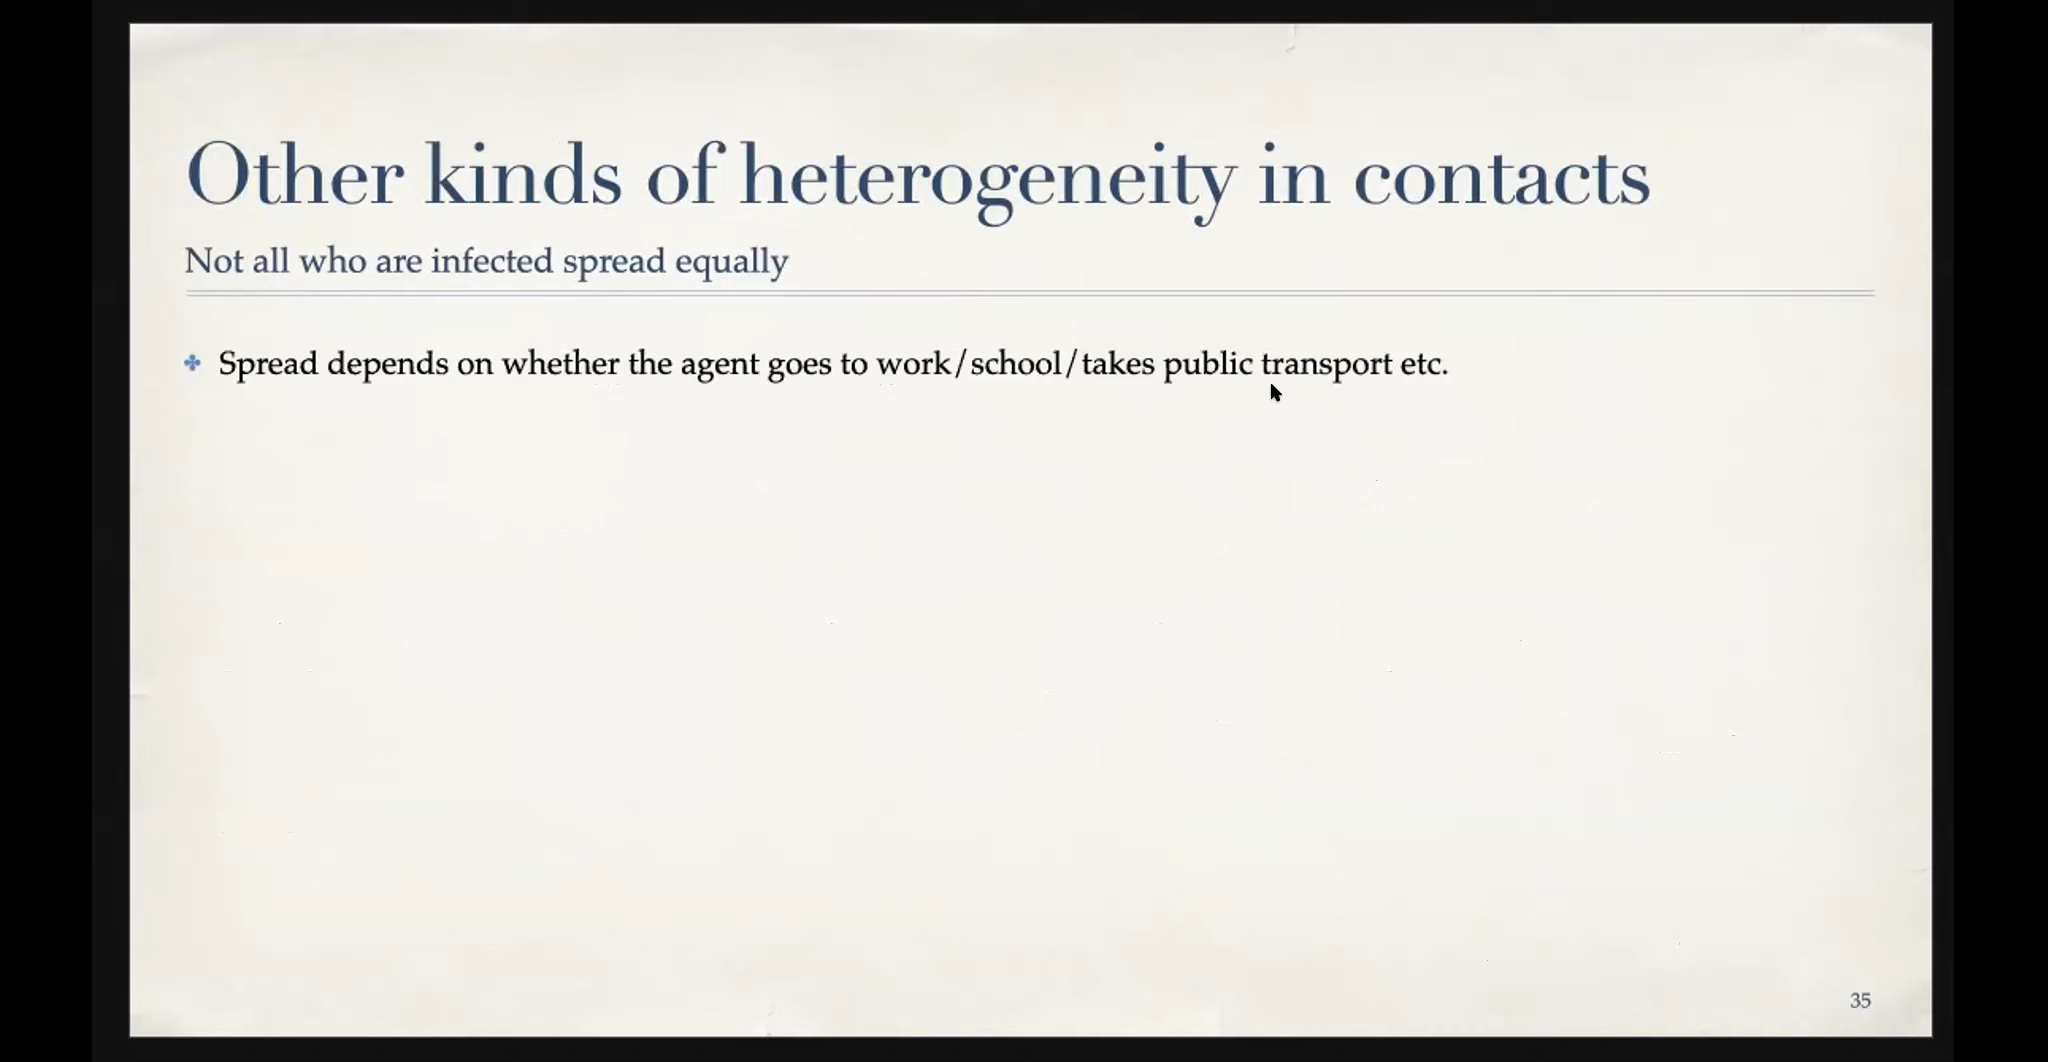 Other kinds of heterogeneity in contacts
Not all who are infected spread equally
Spread depends on whether the agent goes to work/school/takes public transport etc.
35